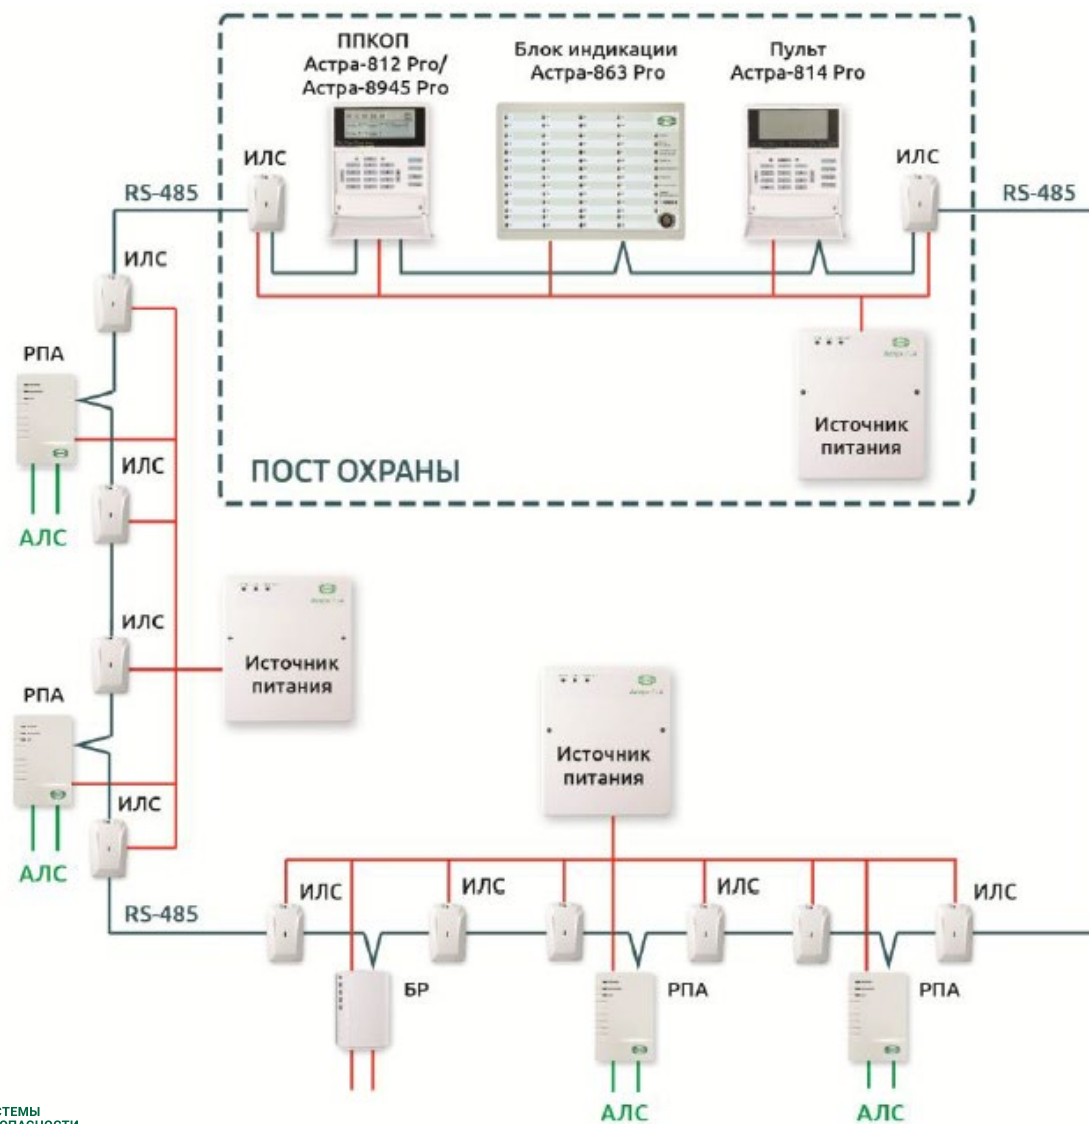 ППКОП
Астра-812 Pro/
Астра-8945 Pro
Блок индикации
Астра-863 Pro
Пульт
Астра-814 Pro
ИЛС
ИЛС
RS-485
RS-485
ИЛС
РПА
Источник
питания
ПОСТ ОХРАНЫ
ИЛС
АЛС
ИЛС
Источник
питания
РПА
Источник
питания
ИЛС
АЛС
RS-485
ИЛС
ИЛС
ИЛС
ИЛС
БР
РПА
РПА
АЛС
АЛС
СТЕМЫ